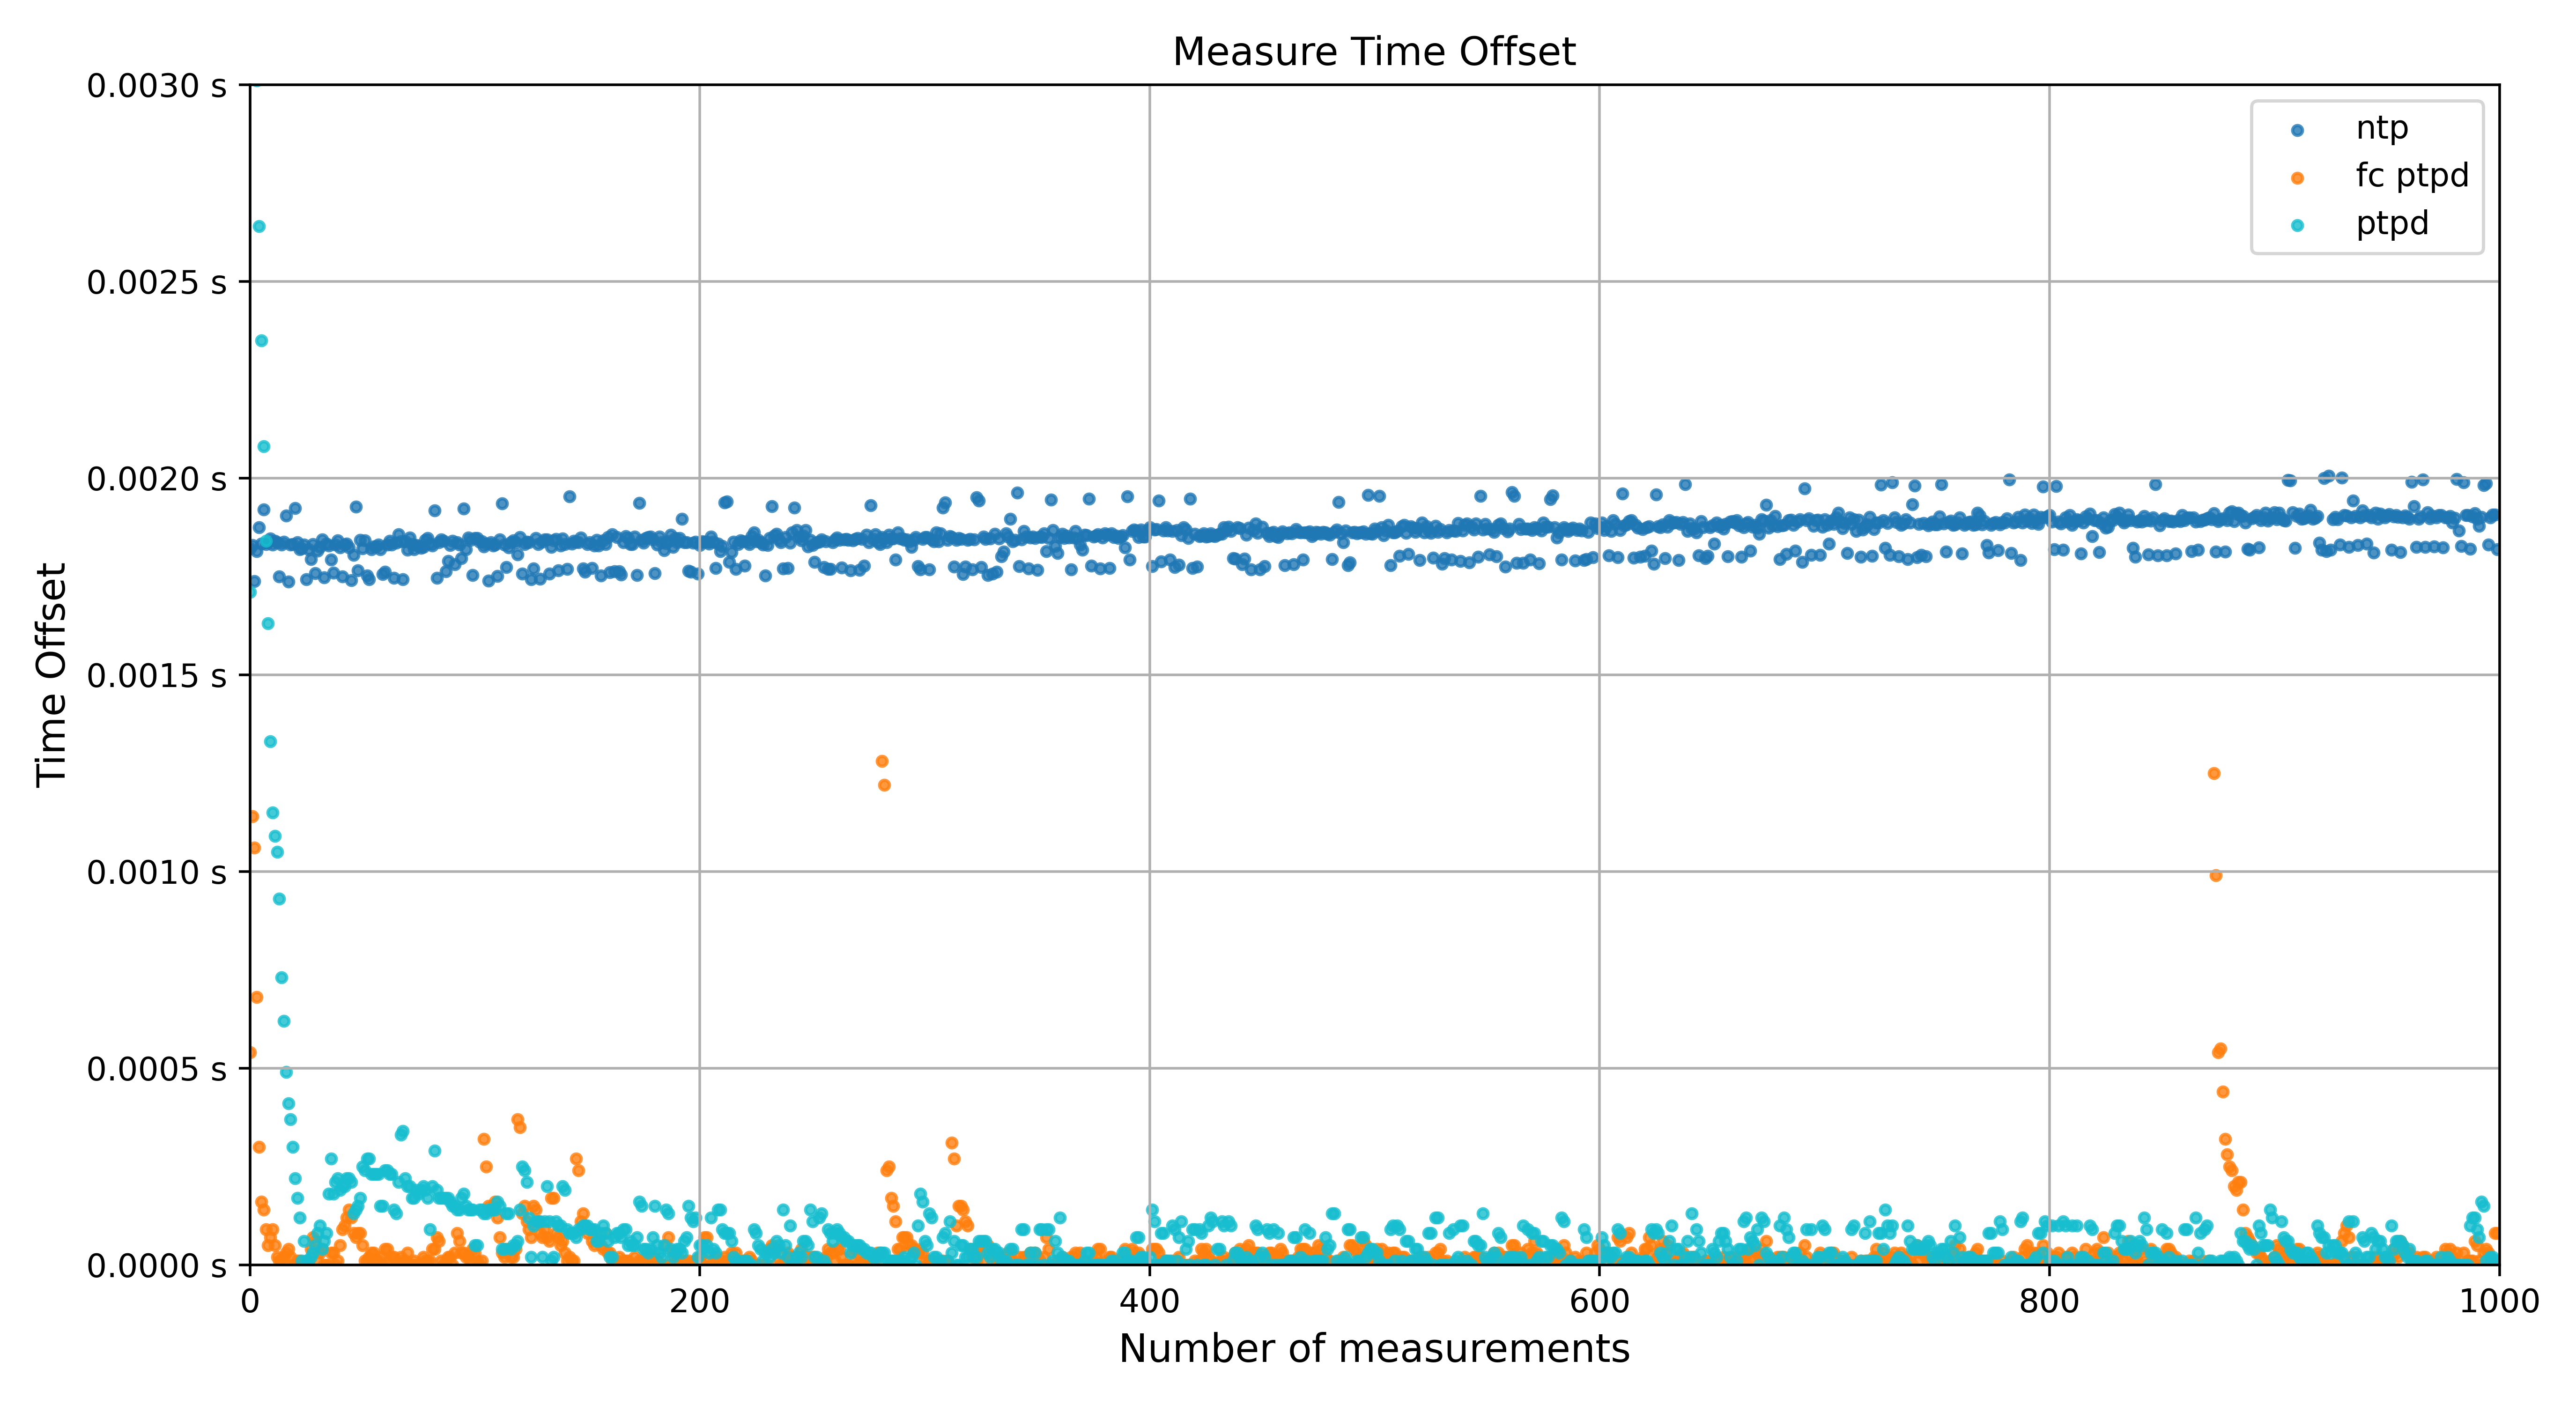 Measure Time Offset
0.0030 s
0.0025 s
0.0020 s
0.0015 s
0.0010 s
0.0005 s
0.0000 s
Time Offset
ntp
fc ptpd
ptpd
0
200
400
600
800
1000
Number of measurements